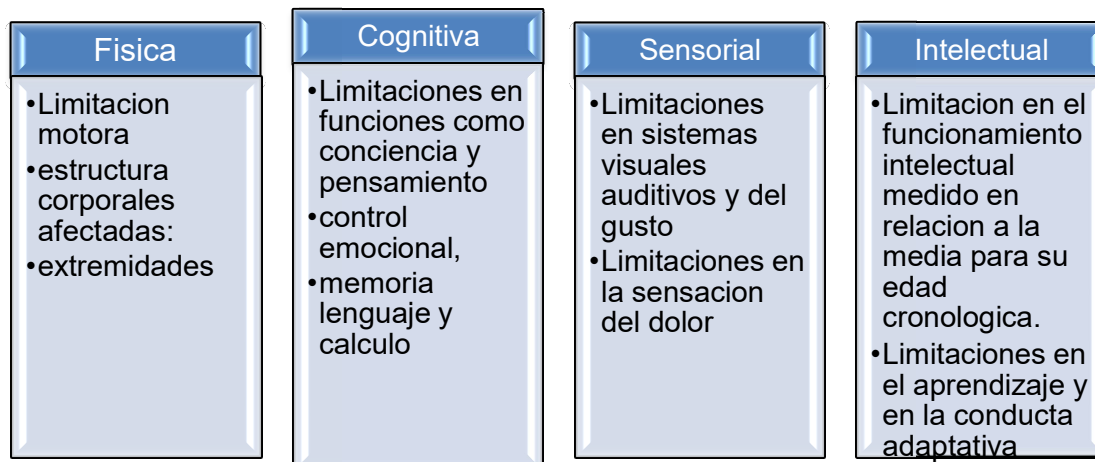 Fisica
•Limitacion
motora
•estructura
corporales
afectadas:
•extremidades
Cognitiva
•Limitaciones en
funciones como
conciencia y
pensamiento
•control
emocional,
•memoria
lenguaje y
calculo
Sensorial
•Limitaciones
en sistemas
visuales
auditivos y del
gusto
•Limitaciones en
la sensacion
del dolor
Intelectual
•Limitacion en el
funcionamiento
intelectual
medido en
relacion a la
media para su
edad
cronologica.
•Limitaciones en
el aprendizaje y
en la conducta
adaptativa